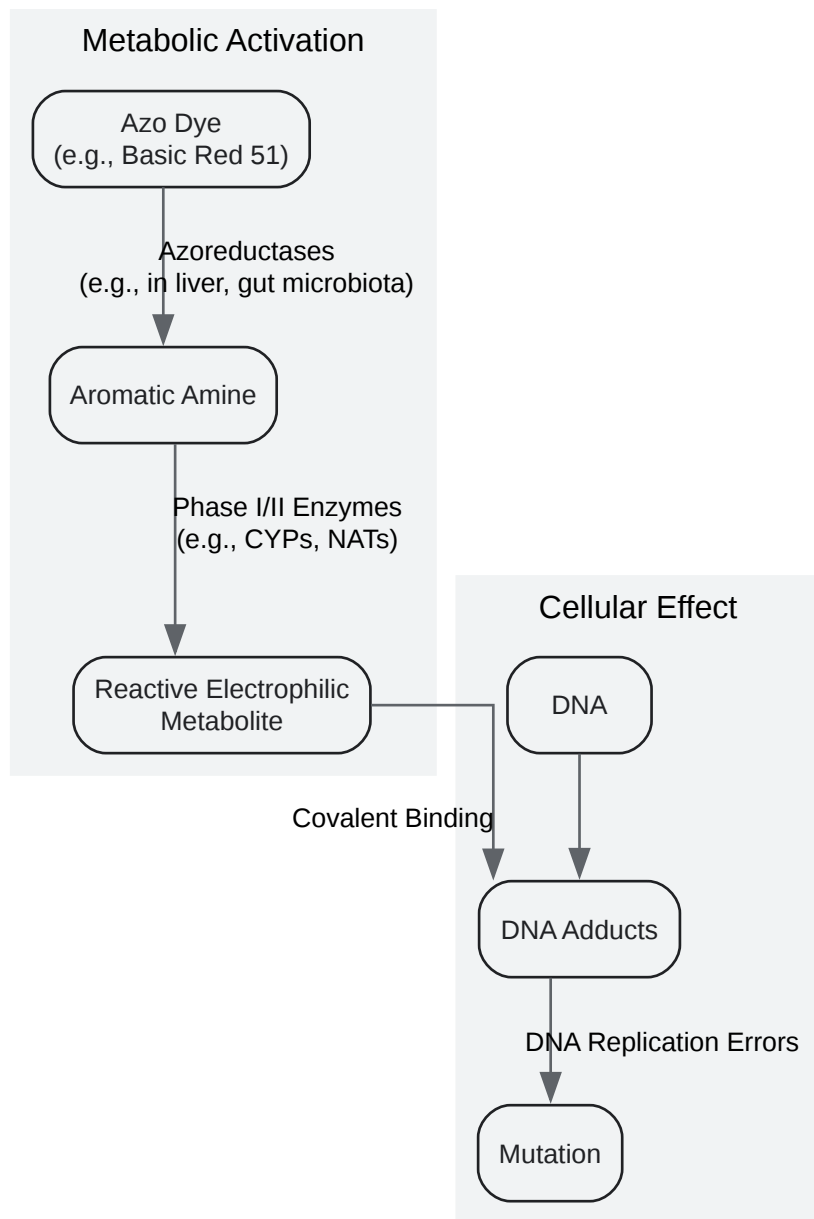 Metabolic Activation
Azo Dye
(e.g., Basic Red 51)
Azoreductases
(e.g., in liver, gut microbiota)
Aromatic Amine
Phase I/II Enzymes
(e.g., CYPs, NATs)
Reactive Electrophilic
Metabolite
Cellular Effect
DNA
Covalent Binding
DNA Adducts
DNA Replication Errors
Mutation